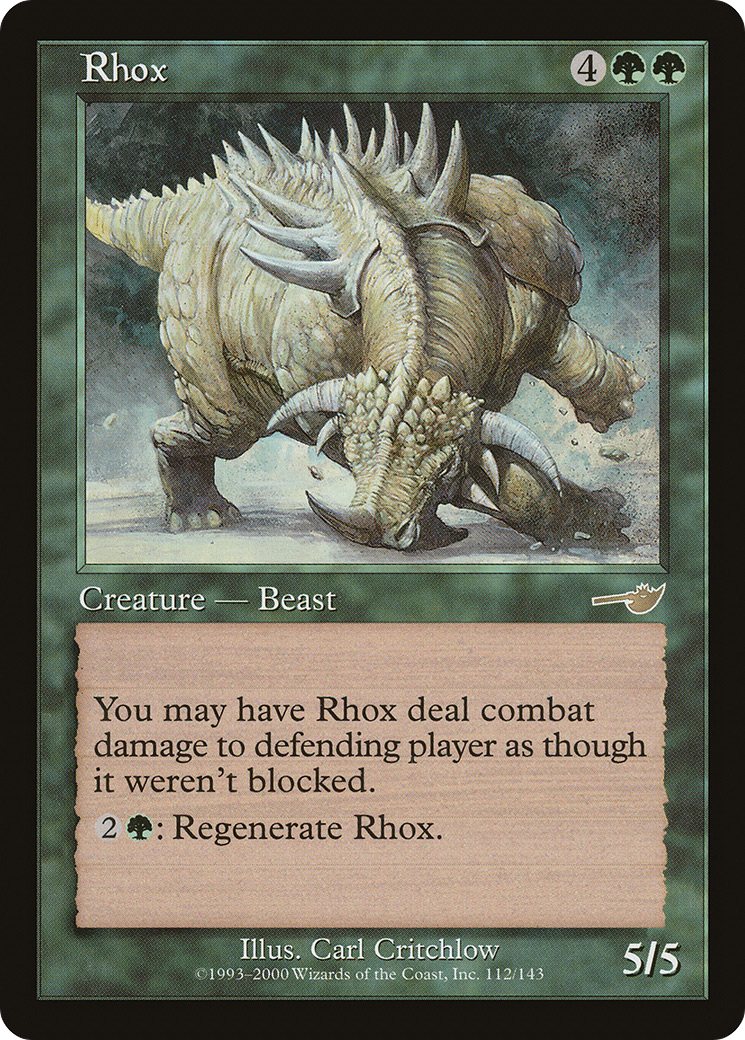 Rhox
4
Creature — Beast
You may have Rhox deal combat
damage to defending player as though
it weren't blocked.
2 : Regenerate Rhox.
Illus. Carl Critchlow
©1993–2000 Wizards of the Coast, Inc. 112/143
5/5